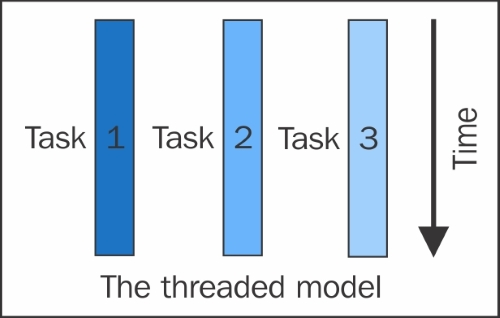 Task 1 Task 2 Task 3
Time
The threaded model